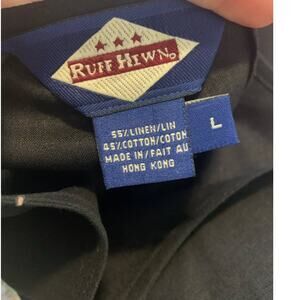 RUFF HEWN
L
55%LINEN/LIN
45%COTTON/COTON
MADE IN/FAIT AU
HONG KONG